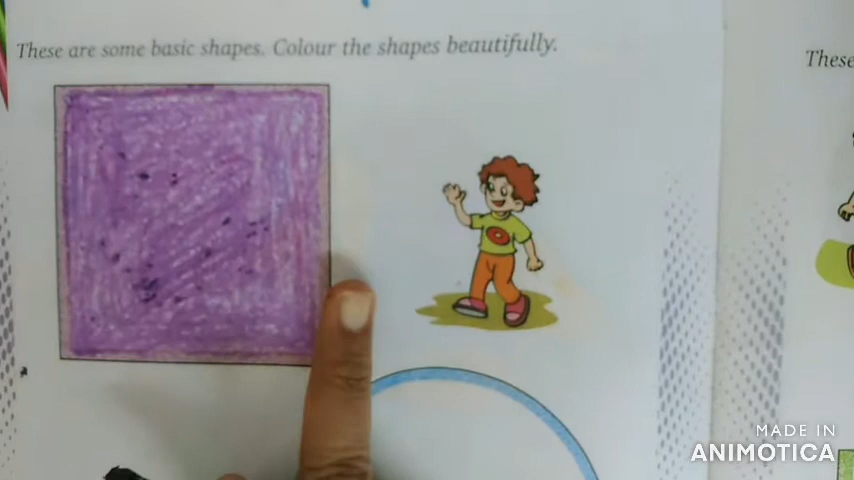 These are some basic shapes. Colour the shapes beautifully.
These
MADE IN
ANIMOTICA